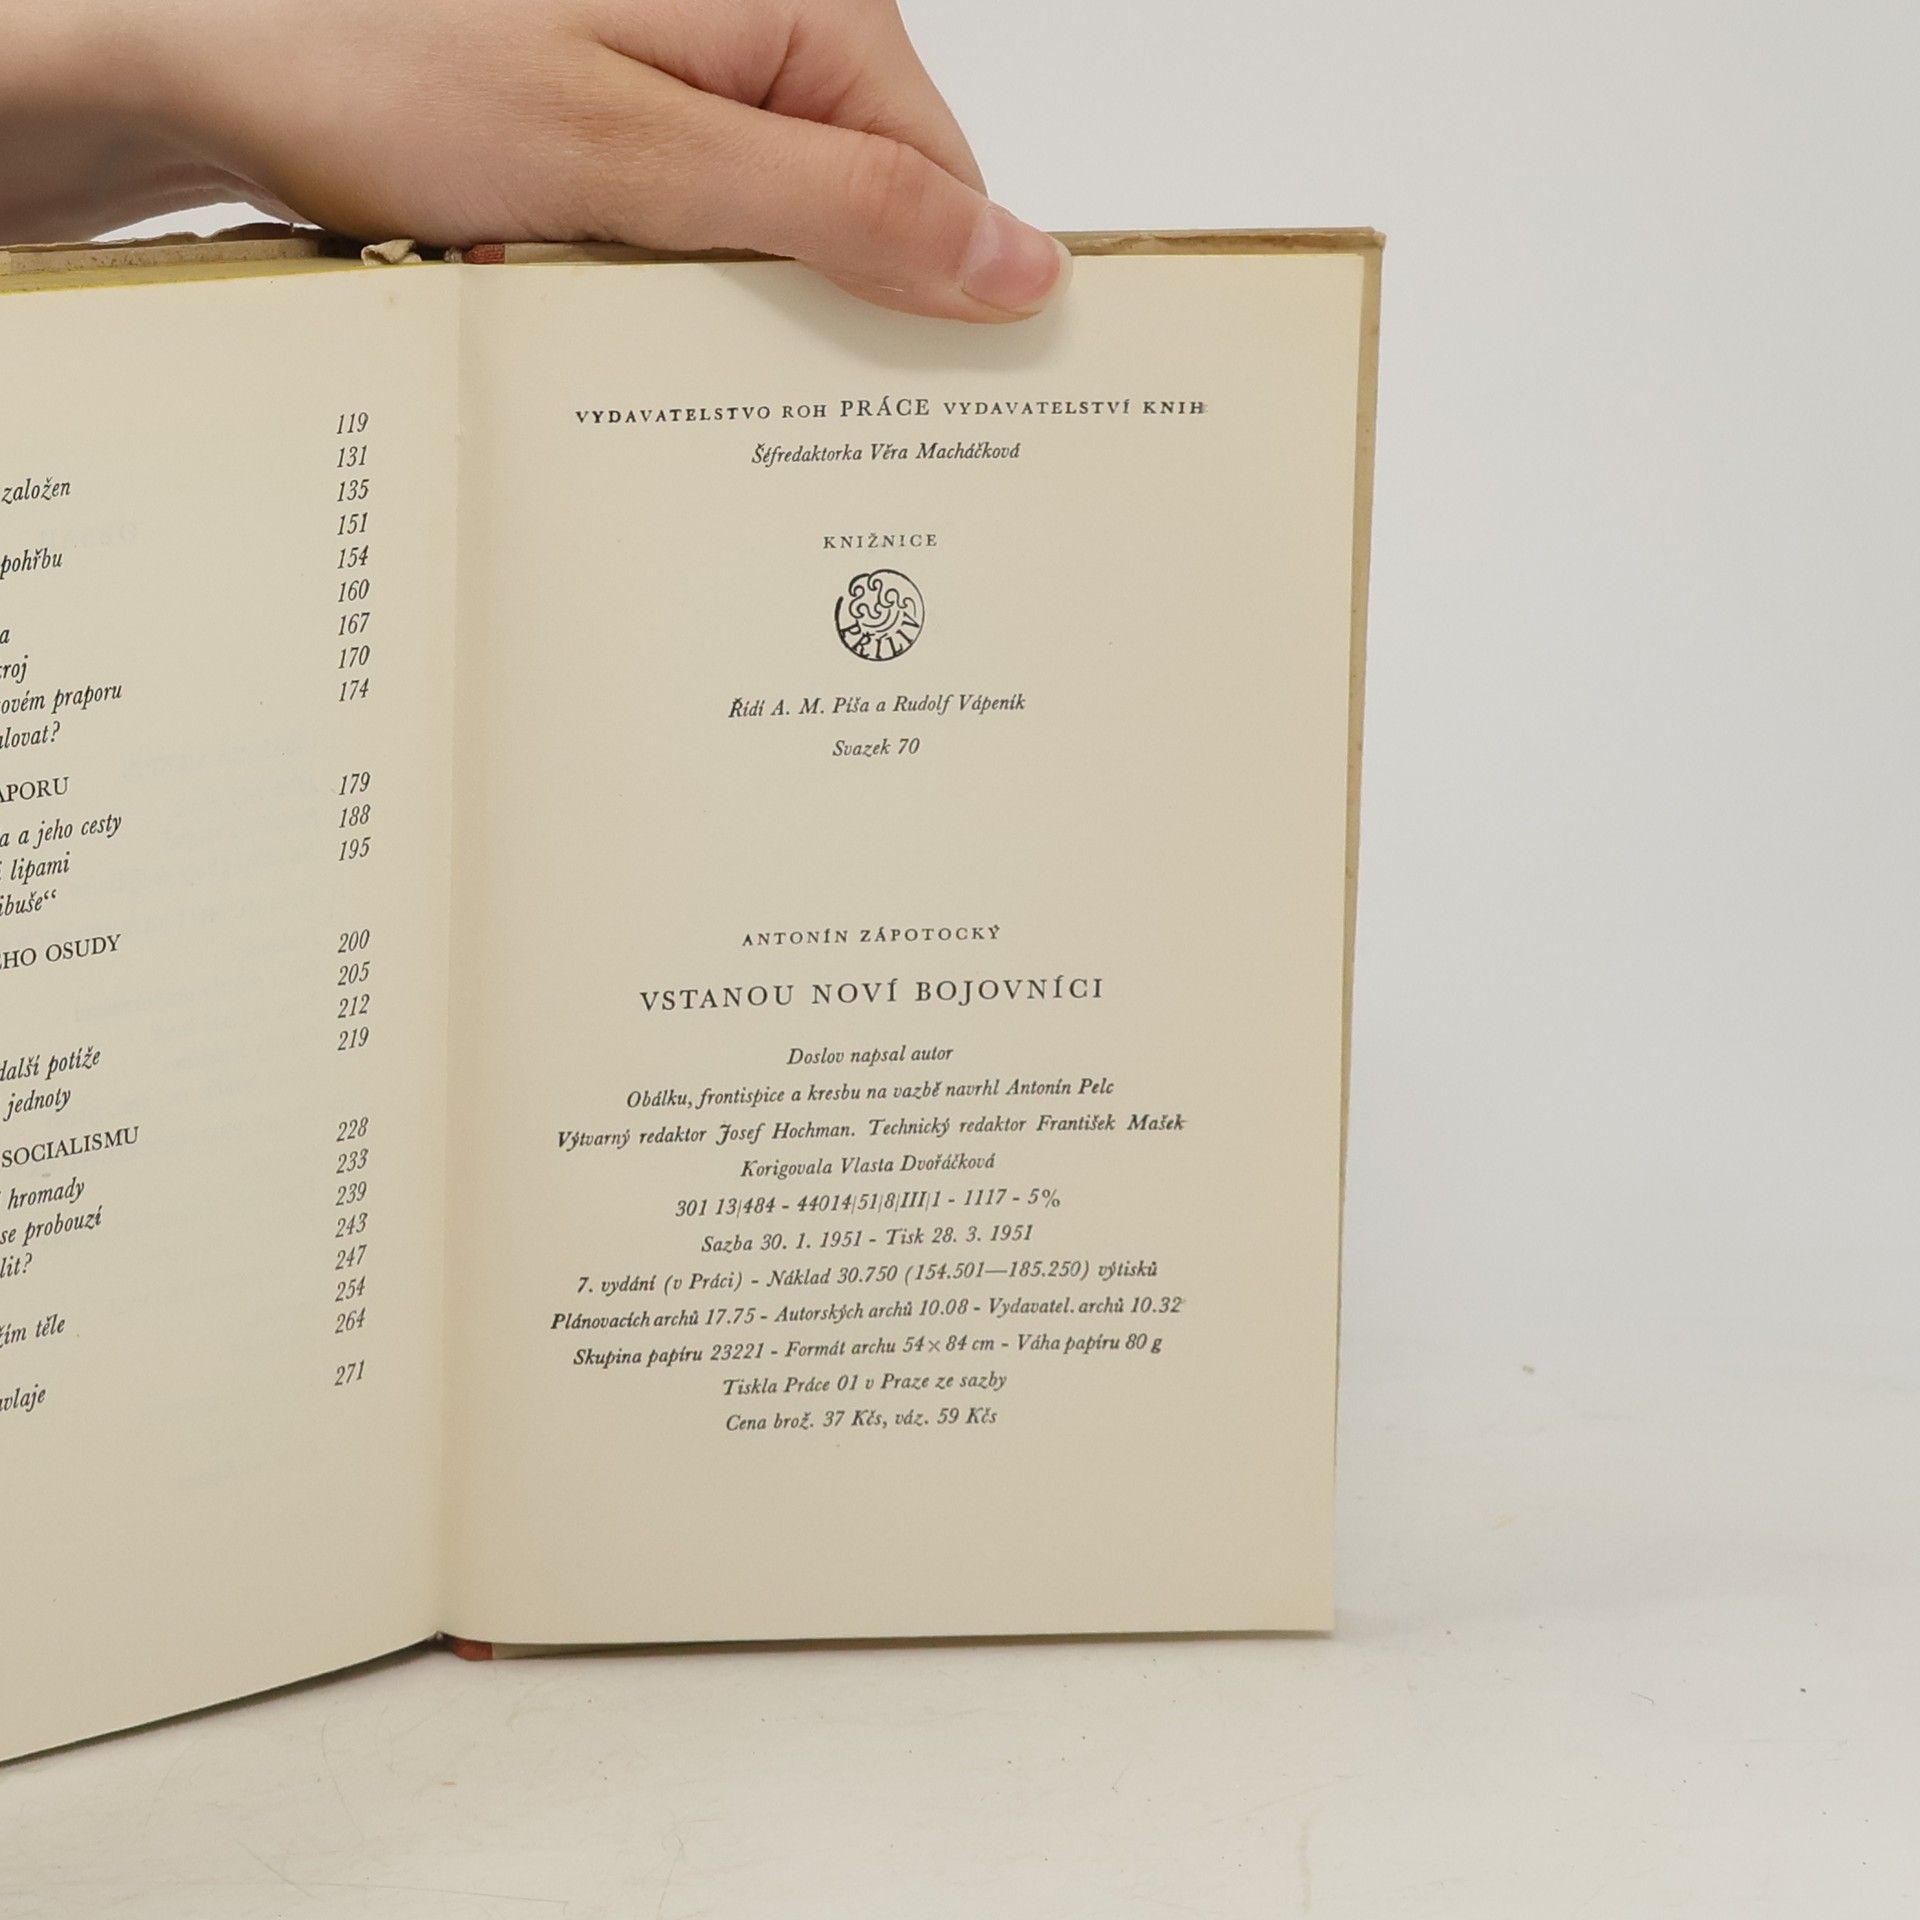 119
131
založen 135
151
pohřbu 154
160
a 167
kroj 170
ovém praporu 174
alovat?
APORU 179
a a jeho cesty 188
lipami 195
ibuše“
EHO OSUDY 200
205
212
další potíže 219
jednoty
SOCIALISMU 228
233
hromady 239
se probouzí 243
lit? 247
254
žím těle 264
avlaje 271
VYDAVATELSTVO ROH PRÁCE VYDAVATELSTVÍ KNIH
Šéfredaktorka Věra Macháčková
KNIŽNICE
PŘÍLIV
Řídí A. M. Píša a Rudolf Vápeník
Svazek 70
ANTONÍN ZÁPOTOCKÝ
VSTANOU NOVÍ BOJOVNÍCI
Doslov napsal autor
Obálku, frontispice a kresbu na vazbě navrhl Antonín Pelc
Výtvarný redaktor Josef Hochman. Technický redaktor František Mašek
Korigovala Vlasta Dvořáčková
301 13/484 - 44014/51/8/III/1 - 1117 - 5%
Sazba 30. 1. 1951 - Tisk 28. 3. 1951
7. vydání (v Práci) - Náklad 30.750 (154.501—185.250) výtisků
Plánovacích archů 17.75 - Autorských archů 10.08 - Vydavatel. archů 10.32
Skupina papíru 23221 - Formát archu 54×84 cm - Váha papíru 80 g
Tiskla Práce 01 v Praze ze sazby
Cena brož. 37 Kčs, váz. 59 Kčs